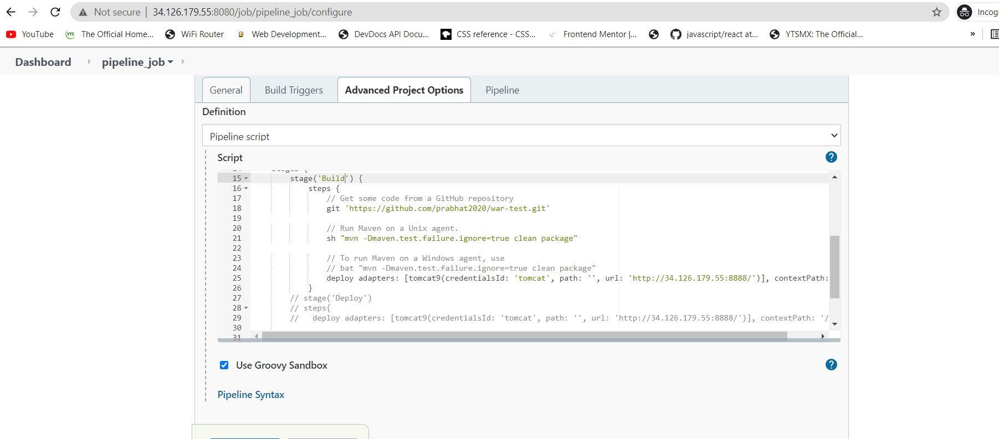 Not secure | 34.126.179.55:8080/job/pipeline_job/configure
YouTube The Official Home... WiFi Router Web Development... DevDocs API Docu... CSS reference - CSS... Frontend Mentor |... javascript/react at... YTSMX: The Official... »
Dashboard pipeline_job
General Build Triggers Advanced Project Options Pipeline
Definition
Pipeline script
Script
15 stage('Build') {
16 steps {
17 // Get some code from a GitHub repository
18 git 'https://github.com/prabhat2020/war-test.git'
19
20 // Run Maven on a Unix agent.
21 sh "mvn -Dmaven.test.failure.ignore=true clean package"
22
23 // To run Maven on a Windows agent, use
24 // bat "mvn -Dmaven.test.failure.ignore=true clean package"
25 deploy adapters: [tomcat9(credentialsId: 'tomcat', path: '', url: 'http://34.126.179.55:8888/')], contextPath:
26 }
27 // stage('Deploy')
28 // steps{
29 // deploy adapters: [tomcat9(credentialsId: 'tomcat', path: '', url: 'http://34.126.179.55:8888/')], contextPath: '/
30
31
Use Groovy Sandbox
Pipeline Syntax